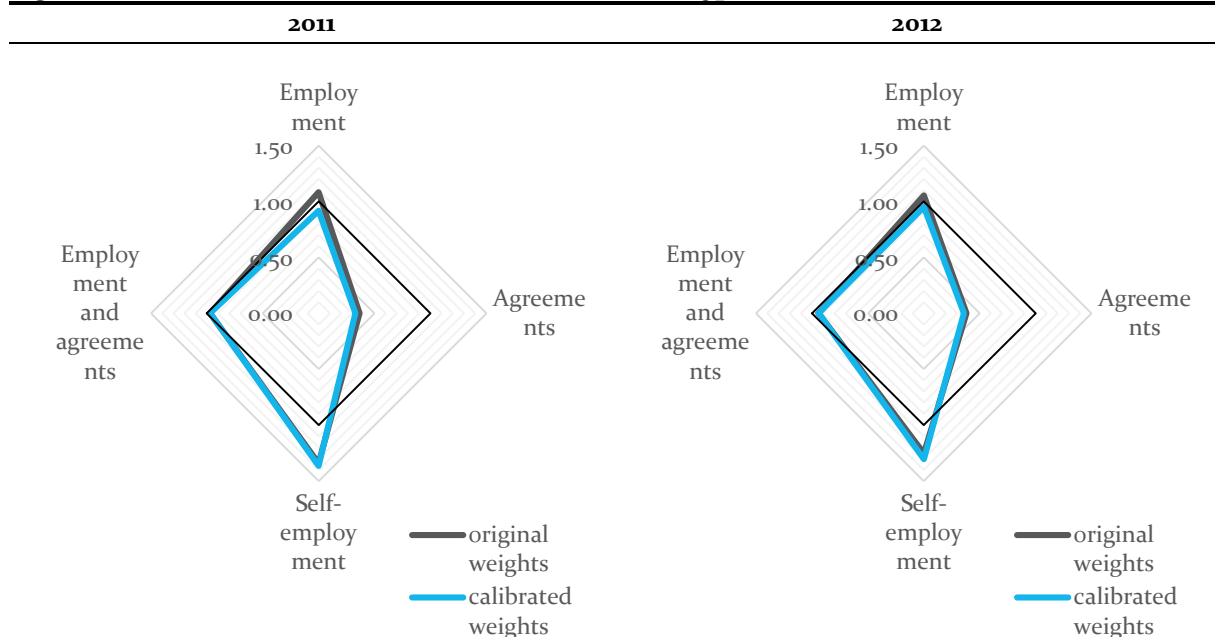 2011
2012
Employ
ment
1.50
1.00
0.50
0.00
Employ
ment
and
agreeme
nts
Agreeme
nts
Self-
employ
ment
original
weights
calibrated
weights
Employ
ment
1.50
1.00
0.50
0.00
Employ
ment
and
agreeme
nts
Agreeme
nts
Self-
employ
ment
original
weights
calibrated
weights